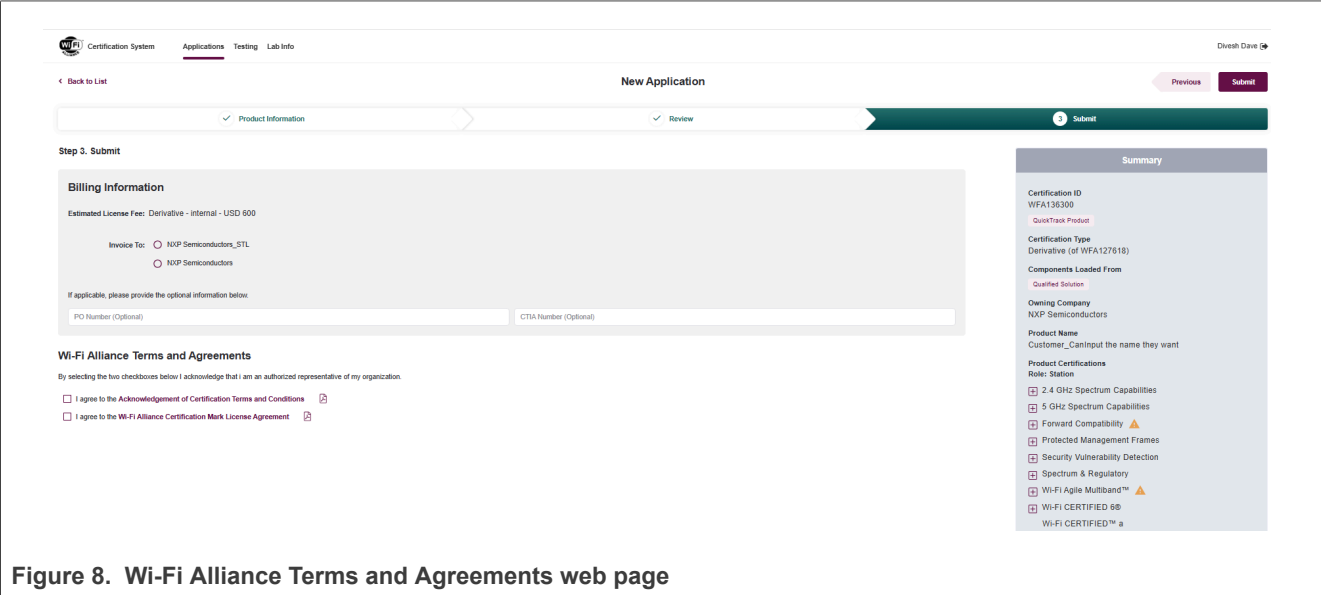 Wi Fi Certification System Applications Testing Lab Info Divesh Dave
Back to List New Application Previous Submit
Product Information Review 3 Submit
Step 3. Submit
Billing Information
Estimated License Fee: Derivative - internal - USD 600
Invoice To: NXP Semiconductors_STL
NXP Semiconductors
If applicable, please provide the optional information below.
PO Number (Optional) CTIA Number (Optional)
Wi-Fi Alliance Terms and Agreements
By selecting the two checkboxes below I acknowledge that i am an authorized representative of my organization.
I agree to the Acknowledgement of Certification Terms and Conditions
I agree to the Wi-Fi Alliance Certification Mark License Agreement
Summary
Certification ID
WFA136300
QuickTrack Product
Certification Type
Derivative (of WFA127618)
Components Loaded From
Qualified Solution
Owning Company
NXP Semiconductors
Product Name
Customer_CanInput the name they want
Product Certifications
Role: Station
2.4 GHz Spectrum Capabilities
5 GHz Spectrum Capabilities
Forward Compatibility
Protected Management Frames
Security Vulnerability Detection
Spectrum & Regulatory
Wi-Fi Agile Multiband™
Wi-Fi CERTIFIED 6®
Wi-Fi CERTIFIED™ a
Figure 8. Wi-Fi Alliance Terms and Agreements web page